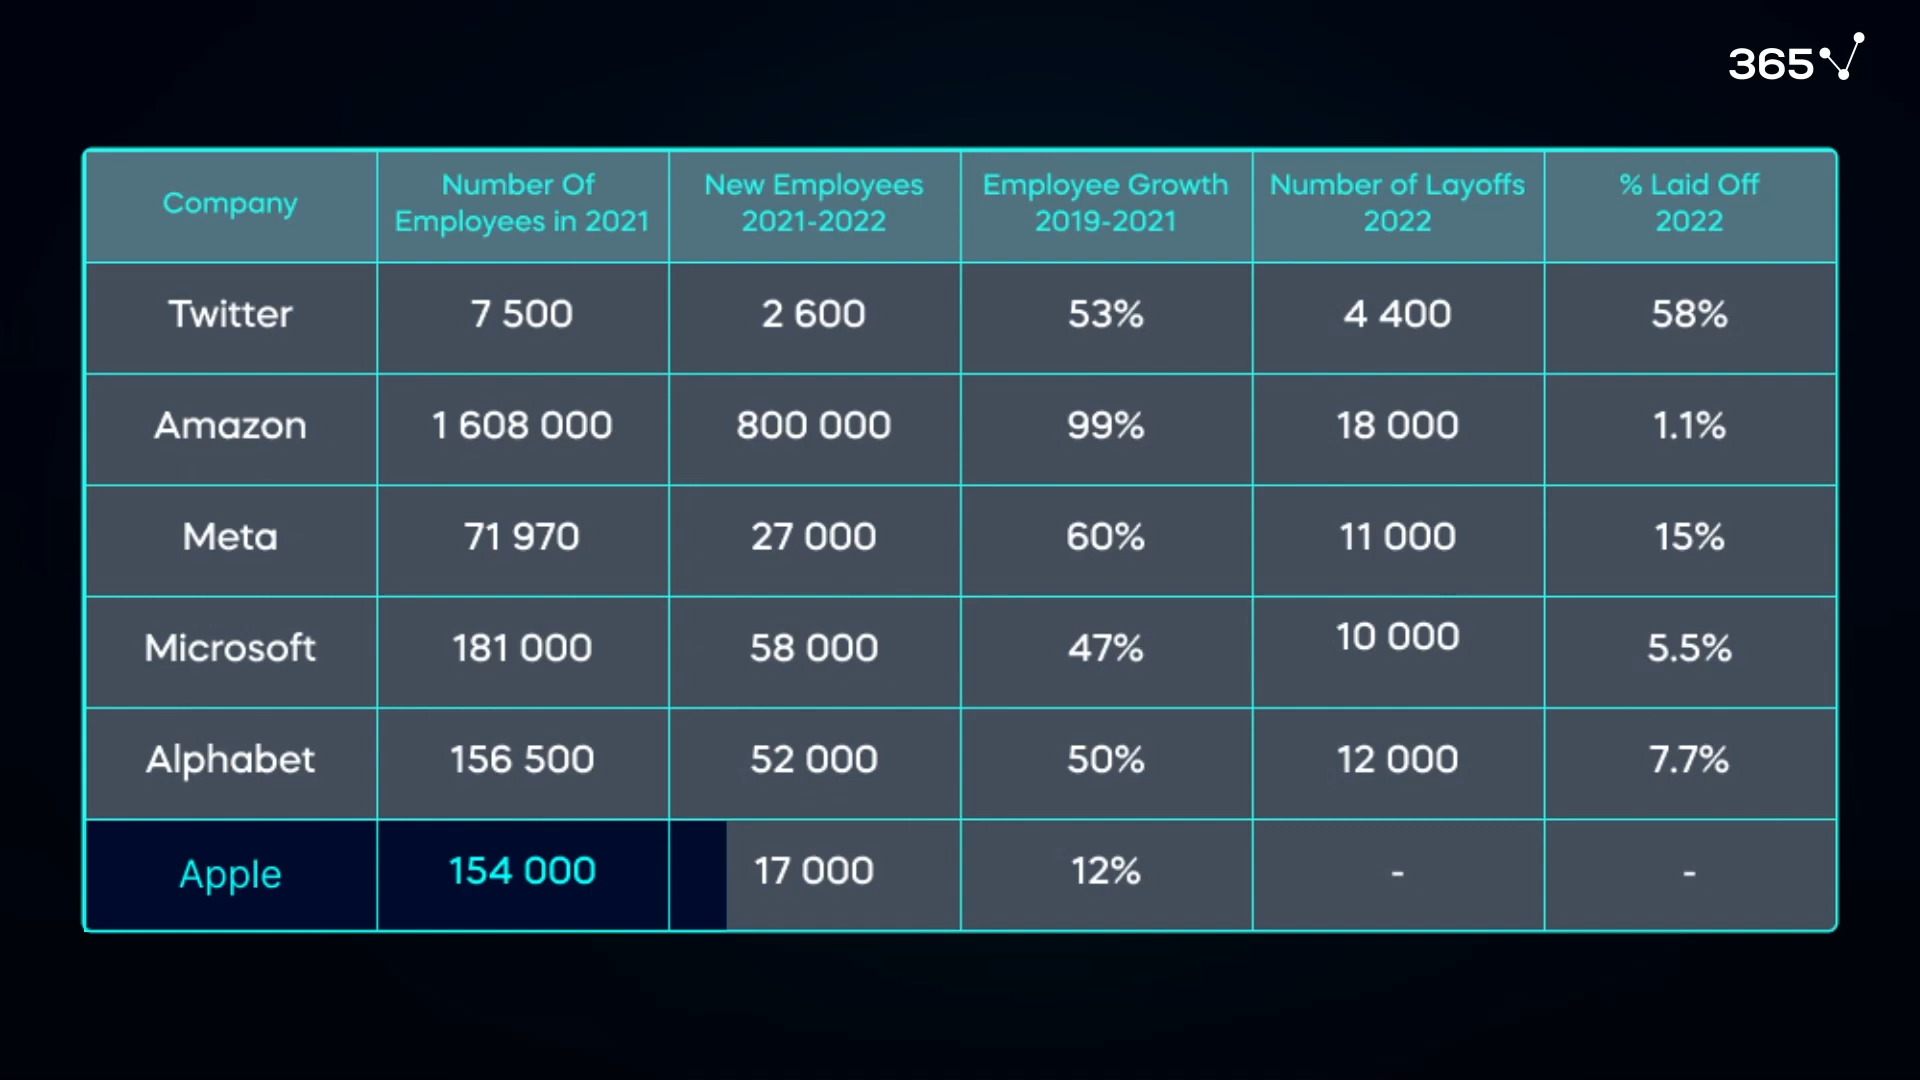 365
Company
Number Of
Employees in 2021
New Employees
2021-2022
Employee Growth
2019-2021
Number of Layoffs
2022
% Laid Off
2022
Twitter 7 500 2 600 53% 4 400 58%
Amazon 1 608 000 800 000 99% 18 000 1.1%
Meta 71 970 27 000 60% 11 000 15%
Microsoft 181 000 58 000 47% 10 000 5.5%
Alphabet 156 500 52 000 50% 12 000 7.7%
Apple 154 000 17 000 12% - -